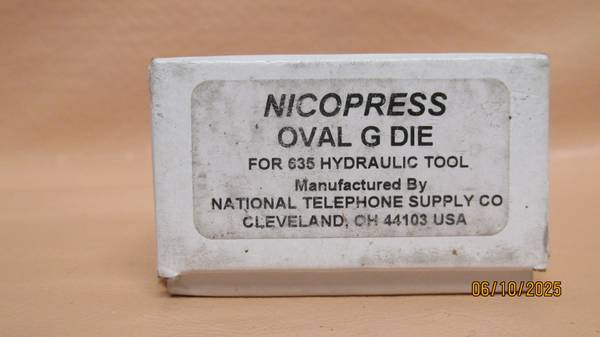 NICOPRESS
OVAL G DIE
FOR 635 HYDRAULIC TOOL
Manufactured By
NATIONAL TELEPHONE SUPPLY CO
CLEVELAND, OH 44103 USA
06/10/2025